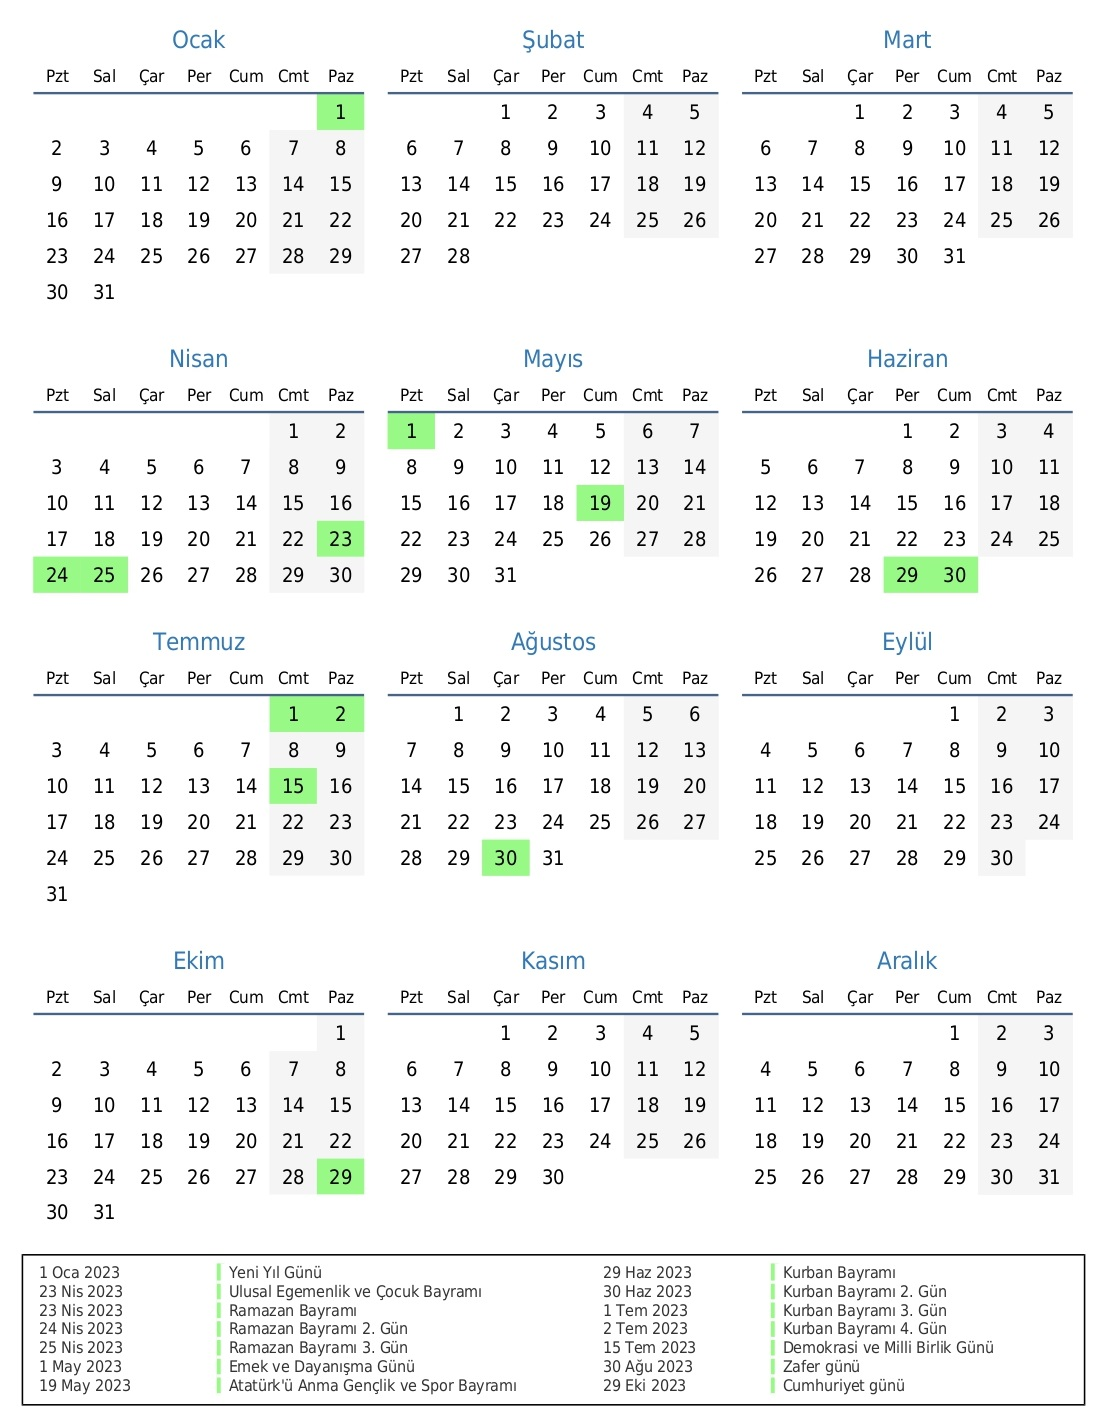 Ocak Şubat Mart
Pzt Sal Çar Per Cum Cmt Paz Pzt Sal Çar Per Cum Cmt Paz Pzt Sal Çar Per Cum Cmt Paz
1 1 2 3 4 5 1 2 3 4 5
2 3 4 5 6 7 8 6 7 8 9 10 11 12 6 7 8 9 10 11 12
9 10 11 12 13 14 15 13 14 15 16 17 18 19 13 14 15 16 17 18 19
16 17 18 19 20 21 22 20 21 22 23 24 25 26 20 21 22 23 24 25 26
23 24 25 26 27 28 29 27 28 27 28 29 30 31
30 31
Nisan Mayıs Haziran
Pzt Sal Çar Per Cum Cmt Paz Pzt Sal Çar Per Cum Cmt Paz Pzt Sal Çar Per Cum Cmt Paz
1 2 1 2 3 4 5 6 7 1 2 3 4
3 4 5 6 7 8 9 8 9 10 11 12 13 14 5 6 7 8 9 10 11
10 11 12 13 14 15 16 15 16 17 18 19 20 21 12 13 14 15 16 17 18
17 18 19 20 21 22 23 22 23 24 25 26 27 28 19 20 21 22 23 24 25
24 25 26 27 28 29 30 29 30 31 26 27 28 29 30
Temmuz Ağustos Eylül
Pzt Sal Çar Per Cum Cmt Paz Pzt Sal Çar Per Cum Cmt Paz Pzt Sal Çar Per Cum Cmt Paz
1 2 1 2 3 4 5 6 1 2 3
3 4 5 6 7 8 9 7 8 9 10 11 12 13 4 5 6 7 8 9 10
10 11 12 13 14 15 16 14 15 16 17 18 19 20 11 12 13 14 15 16 17
17 18 19 20 21 22 23 21 22 23 24 25 26 27 18 19 20 21 22 23 24
24 25 26 27 28 29 30 28 29 30 31 25 26 27 28 29 30
31
Ekim Kasım Aralık
Pzt Sal Çar Per Cum Cmt Paz Pzt Sal Çar Per Cum Cmt Paz Pzt Sal Çar Per Cum Cmt Paz
1 1 2 3 4 5 1 2 3
2 3 4 5 6 7 8 6 7 8 9 10 11 12 4 5 6 7 8 9 10
9 10 11 12 13 14 15 13 14 15 16 17 18 19 11 12 13 14 15 16 17
16 17 18 19 20 21 22 20 21 22 23 24 25 26 18 19 20 21 22 23 24
23 24 25 26 27 28 29 27 28 29 30 25 26 27 28 29 30 31
30 31
1 Oca 2023 Yeni Yıl Günü 29 Haz 2023 Kurban Bayramı
23 Nis 2023 Ulusal Egemenlik ve Çocuk Bayramı 30 Haz 2023 Kurban Bayramı 2. Gün
23 Nis 2023 Ramazan Bayramı 1 Tem 2023 Kurban Bayramı 3. Gün
24 Nis 2023 Ramazan Bayramı 2. Gün 2 Tem 2023 Kurban Bayramı 4. Gün
25 Nis 2023 Ramazan Bayramı 3. Gün 15 Tem 2023 Demokrasi ve Milli Birlik Günü
1 May 2023 Emek ve Dayanışma Günü 30 Ağu 2023 Zafer günü
19 May 2023 Atatürk'ü Anma Gençlik ve Spor Bayramı 29 Eki 2023 Cumhuriyet günü